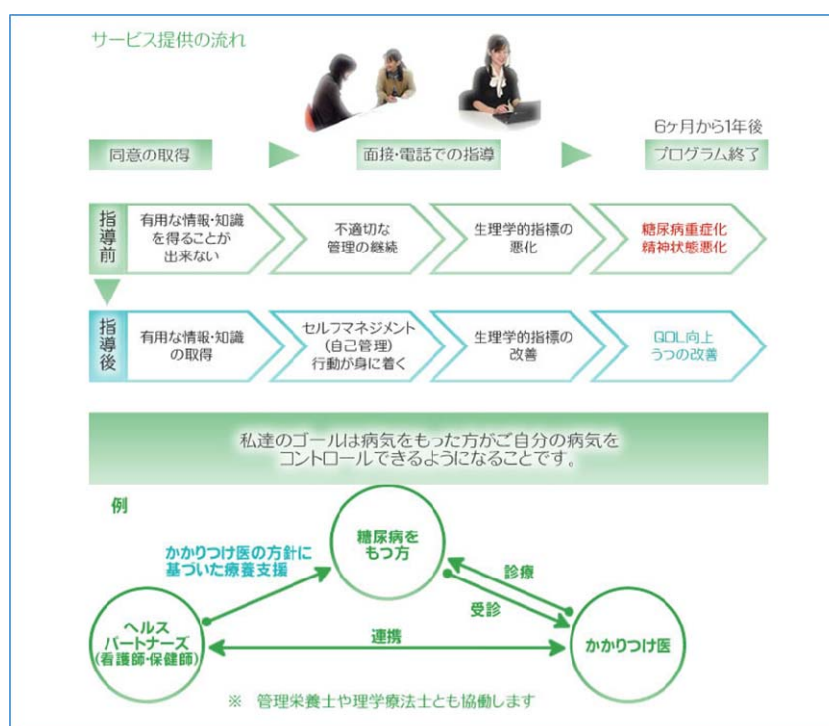 サービス提供の流れ
6ヶ月から1年後
同意の取得
面接・電話での指導
プログラム終了
指導前
有用な情報・知識
を得ることが
出来ない
不適切な
管理の継続
生理学的指標の
悪化
糖尿病重症化
精神状態悪化
指導後
有用な情報・知識
の取得
セルフマネジメント
(自己管理)
行動が身に着く
生理学的指標の
改善
QOL向上
うつの改善
私達のゴールは病気をもった方がご自分の病気を
コントロールできるようになることです。
例
糖尿病を
もつ方
かかりつけ医の方針に
基づいた療養支援
診療
受診
ヘルス
パートナーズ
(看護師・保健師)
連携
かかりつけ医
※ 管理栄養士や理学療法士とも協働します